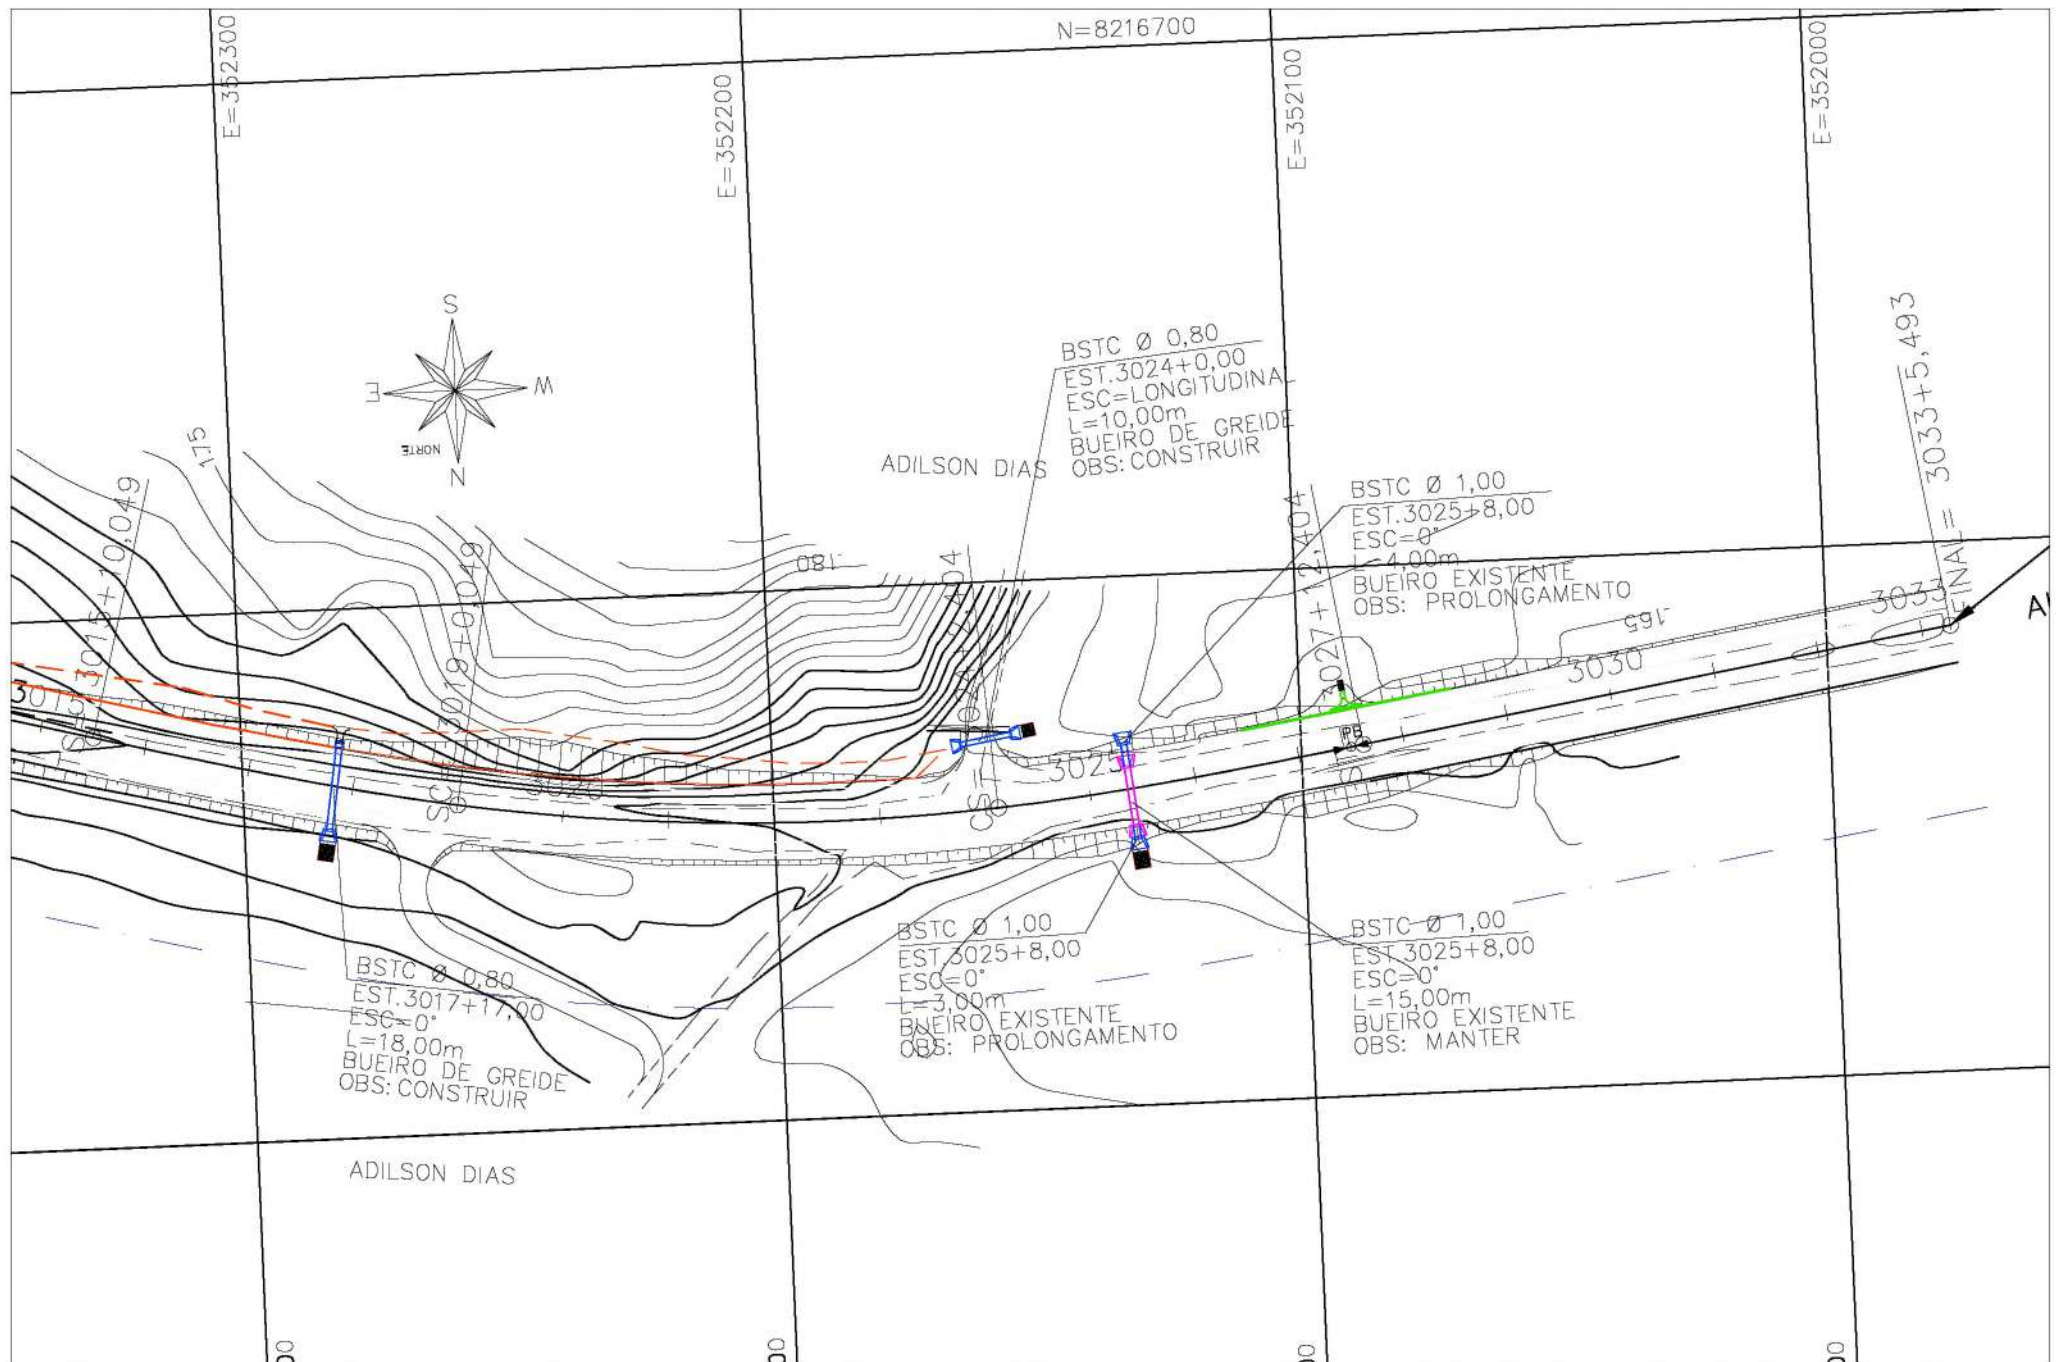 N=8216700
E=352300
E=352200
E=352100
E=352000
S
E
W
NORTE
N
BSTC Ø 0,80
EST.3024+0,00
ESC=LONGITUDINAL
L=10,00m
BUEIRO DE GREIDE
OBS: CONSTRUIR
ADILSON DIAS
BSTC Ø 1,00
EST.3025+8,00
ESC=0°
L=4,00m
BUEIRO EXISTENTE
OBS: PROLONGAMENTO
175
180
165
3015+10,049
SC= 3019+0,049
3027+12,404
= 3033+5,493
3020
3025
3030
3033
PB
BSTC Ø 0,80
EST.3017+17,00
ESC=0°
L=18,00m
BUEIRO DE GREIDE
OBS: CONSTRUIR
BSTC Ø 1,00
EST.3025+8,00
ESC=0°
L=3,00m
BUEIRO EXISTENTE
OBS: PROLONGAMENTO
BSTC Ø 1,00
EST.3025+8,00
ESC=0°
L=15,00m
BUEIRO EXISTENTE
OBS: MANTER
ADILSON DIAS